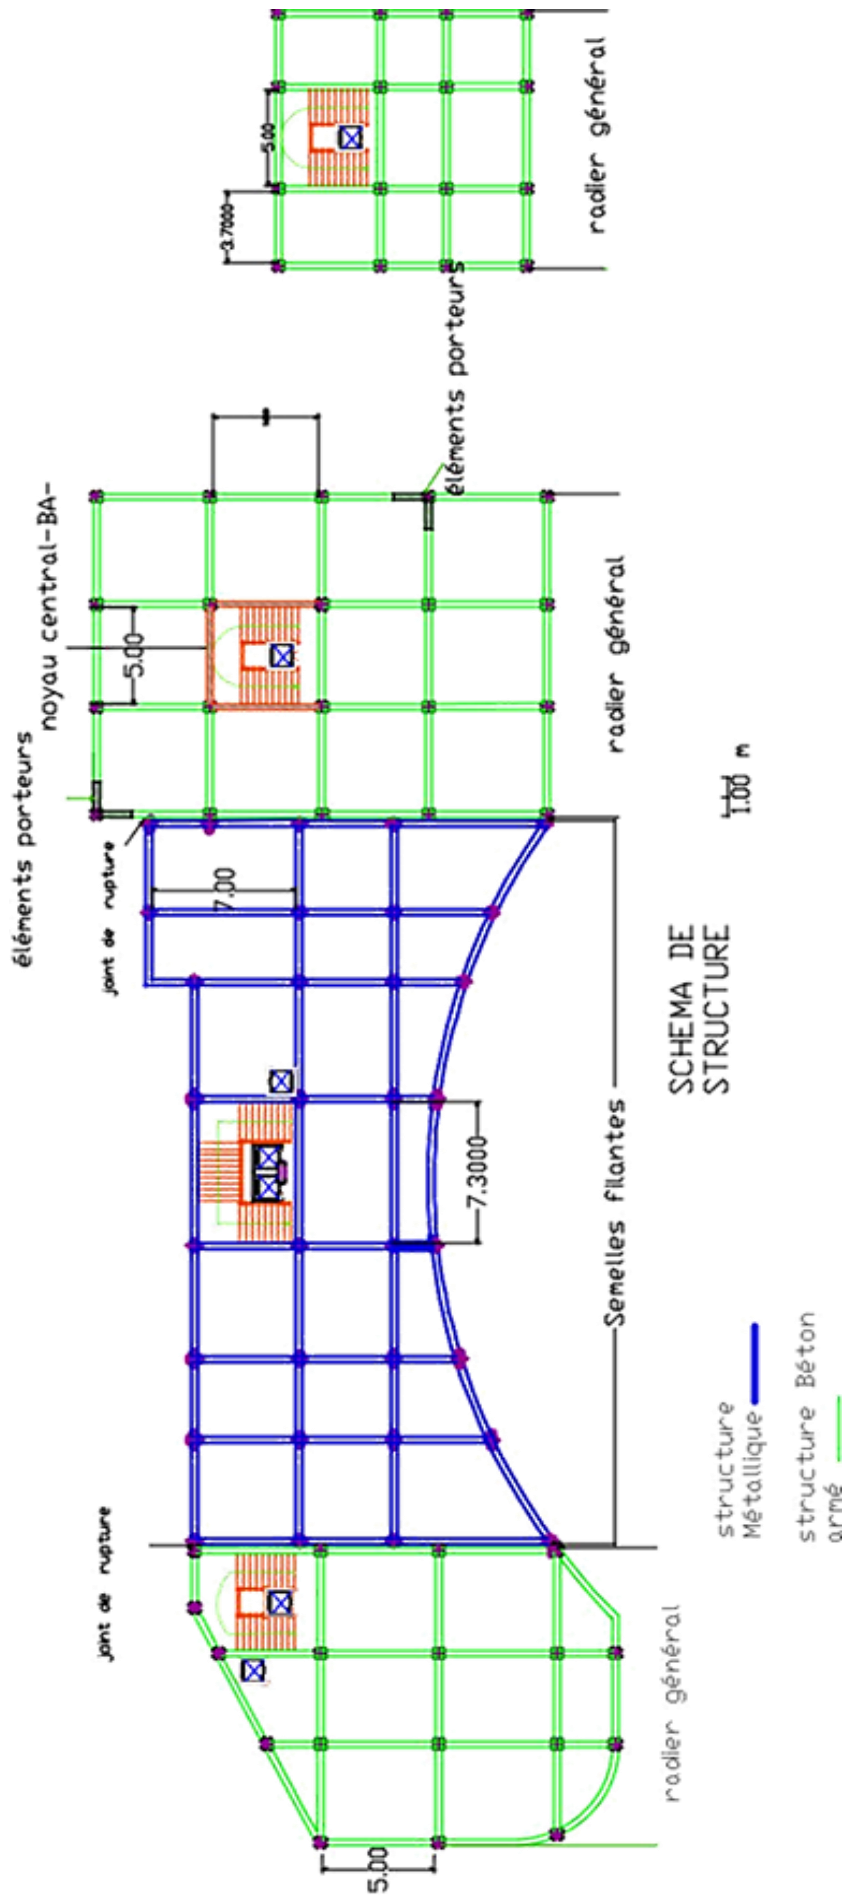 joint de rupture
joint de rupture
éléments porteurs
noyau central-BA-
5.00
7.00
7.3000
5.00
3.7000
5.00
éléments porteurs
radier général
Semelles filantes
radier général
radier général
SCHEMA DE
STRUCTURE
1.00 m
structure
Métallique
structure Béton
armé